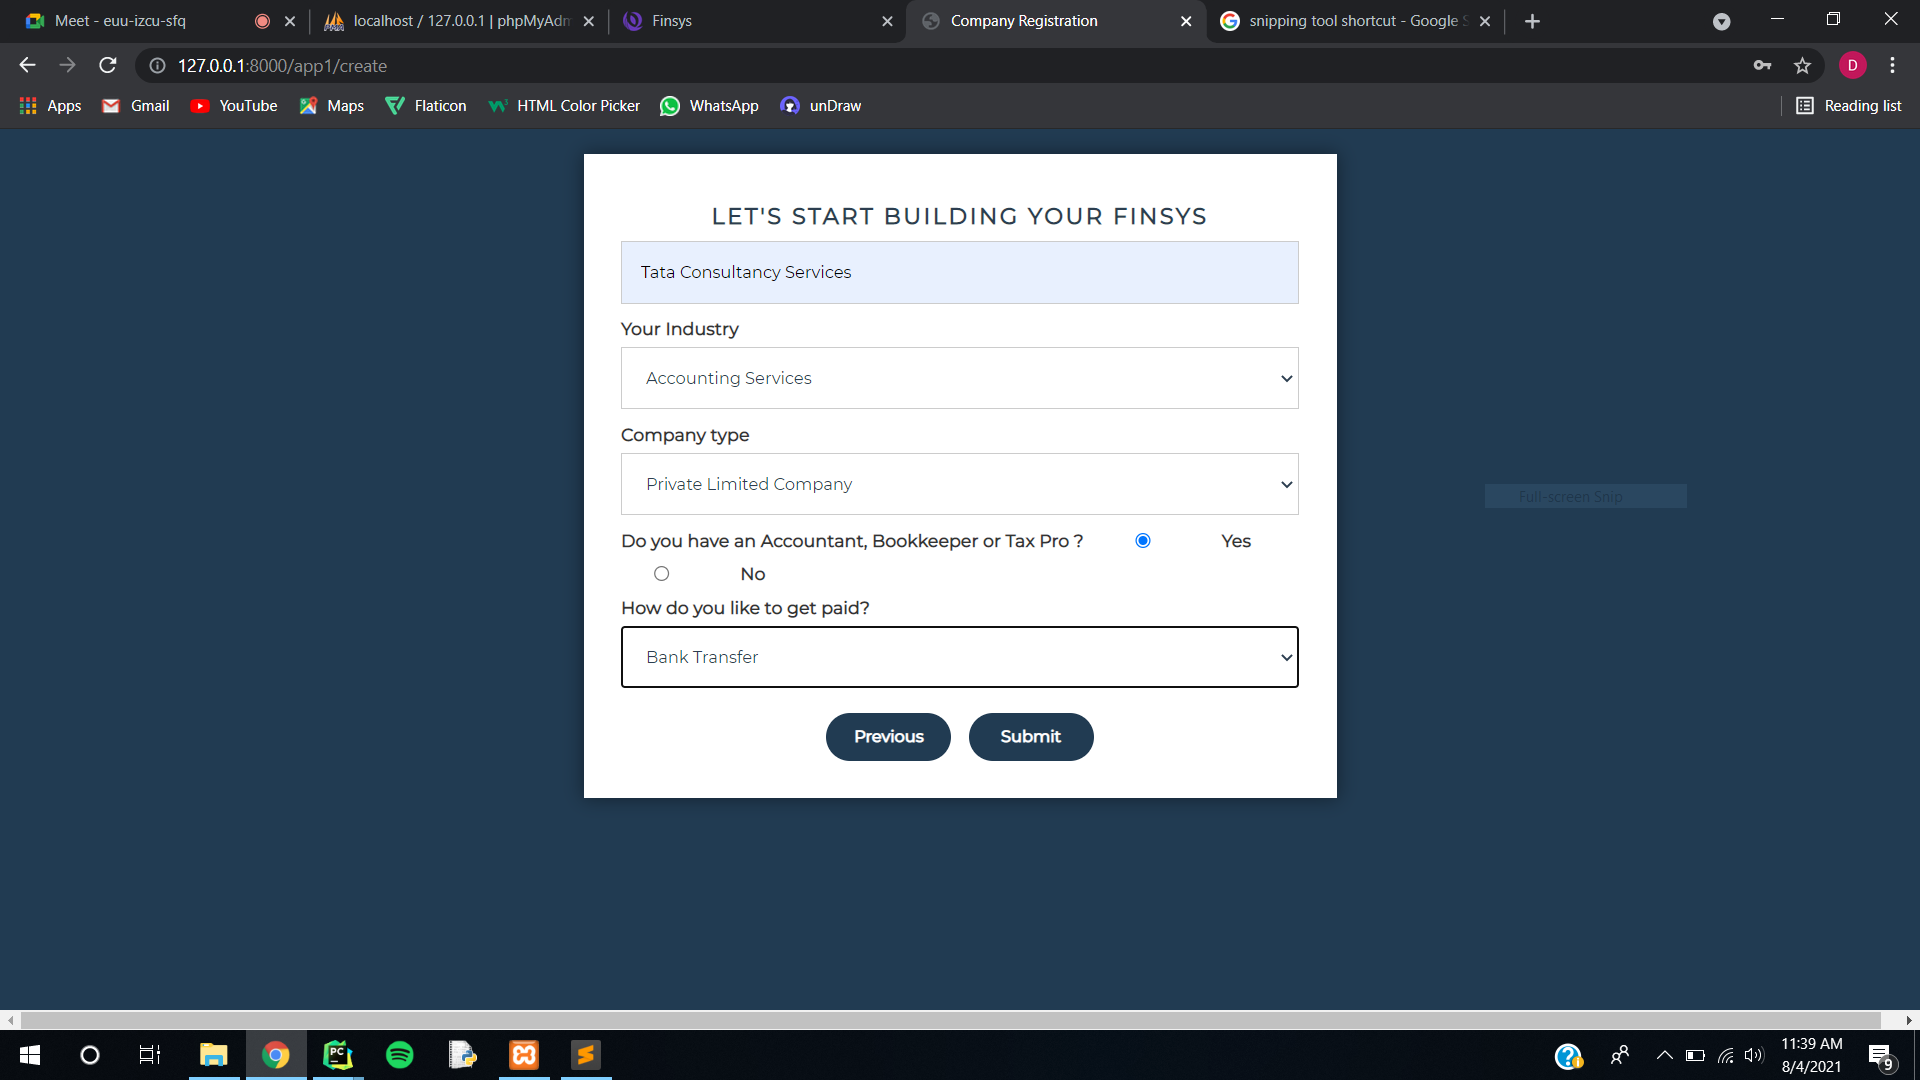 Meet - euu-izcu-sfq
localhost / 127.0.0.1 | phpMyAdm
Finsys
Company Registration
snipping tool shortcut - Google S
127.0.0.1:8000/app1/create
D
Apps
Gmail
YouTube
Maps
Flaticon
HTML Color Picker
WhatsApp
unDraw
Reading list
LET'S START BUILDING YOUR FINSYS
Tata Consultancy Services
Your Industry
Accounting Services
Company type
Private Limited Company
Full-screen Snip
Do you have an Accountant, Bookkeeper or Tax Pro ? Yes
No
How do you like to get paid?
Bank Transfer
Previous
Submit
PC
11:39 AM
8/4/2021
9